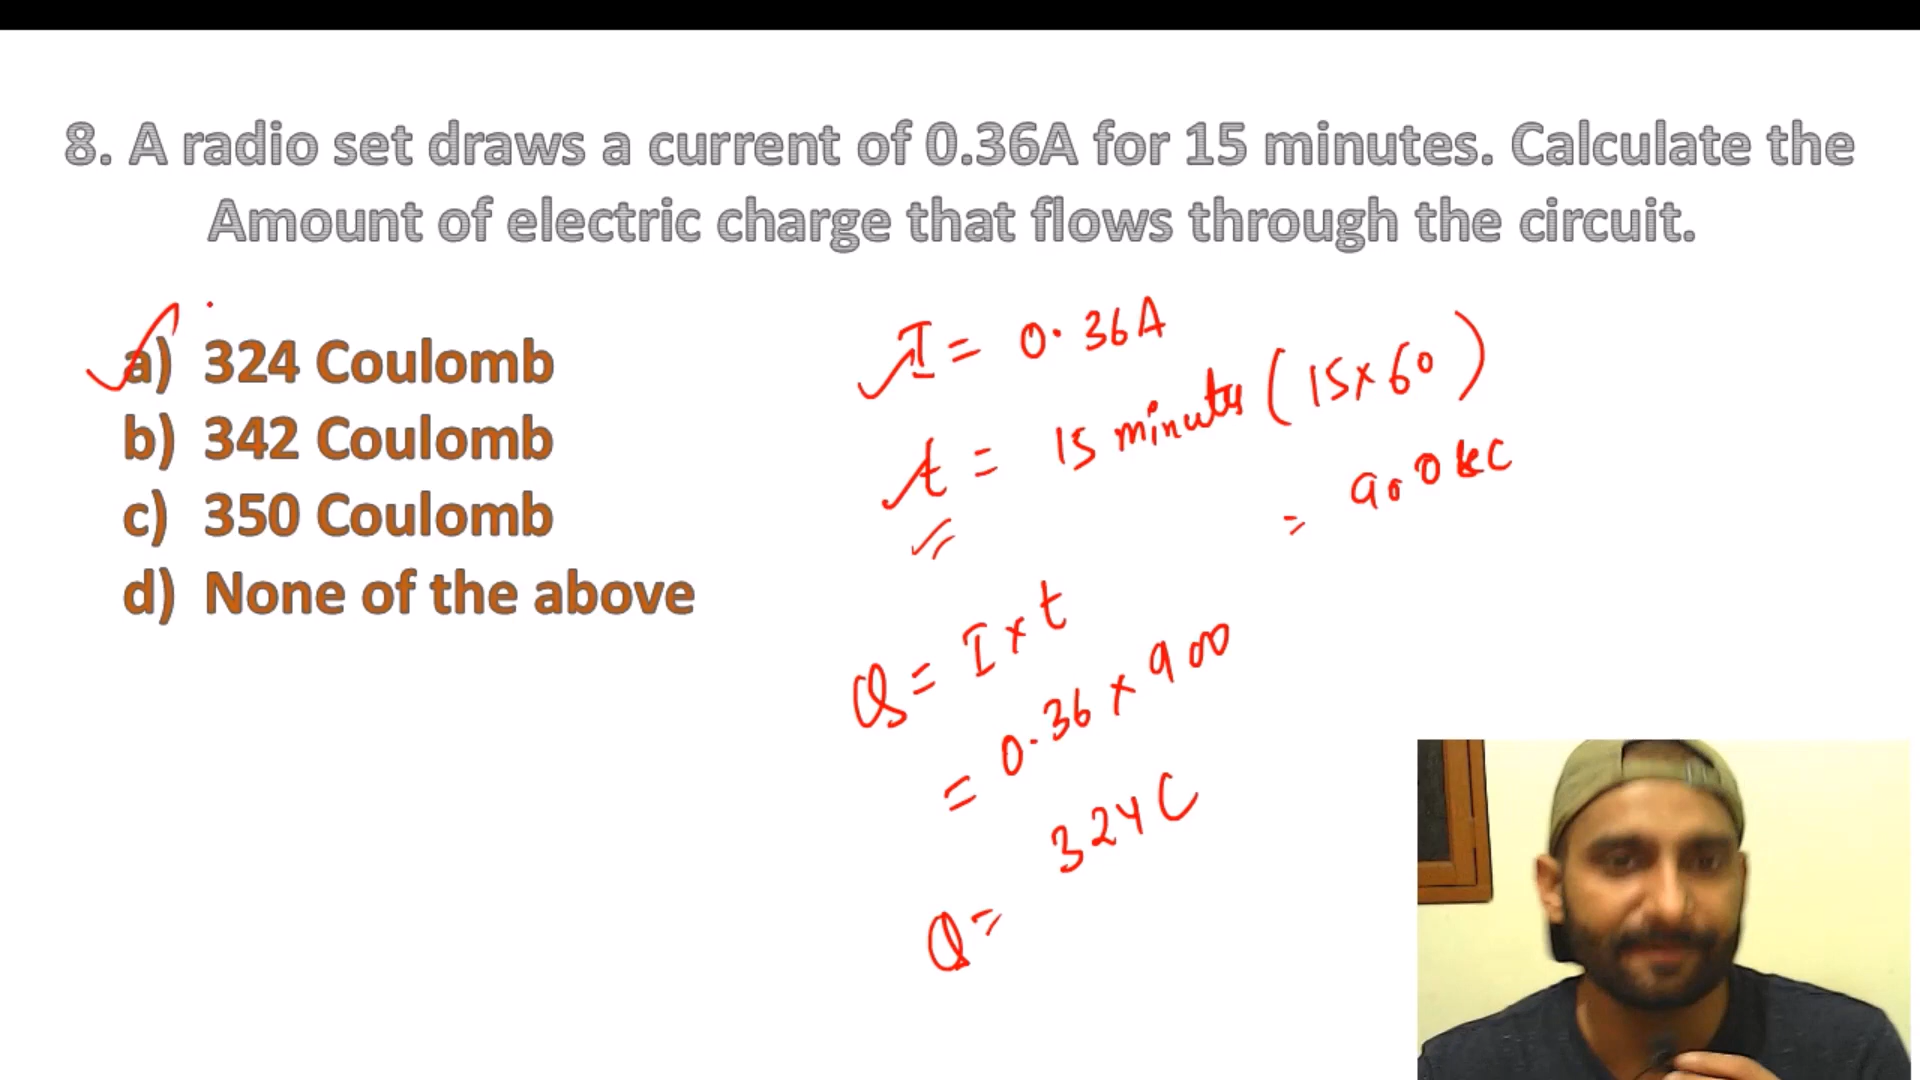 8. A radio set draws a current of 0.36A for 15 minutes. Calculate the
Amount of electric charge that flows through the circuit.
a) 324 Coulomb
b) 342 Coulomb
c) 350 Coulomb
d) None of the above
I = 0.36A
t = 15 minutes (15×60)
= 900 sec
Q = I × t
= 0.36 × 900
324 C
Q =